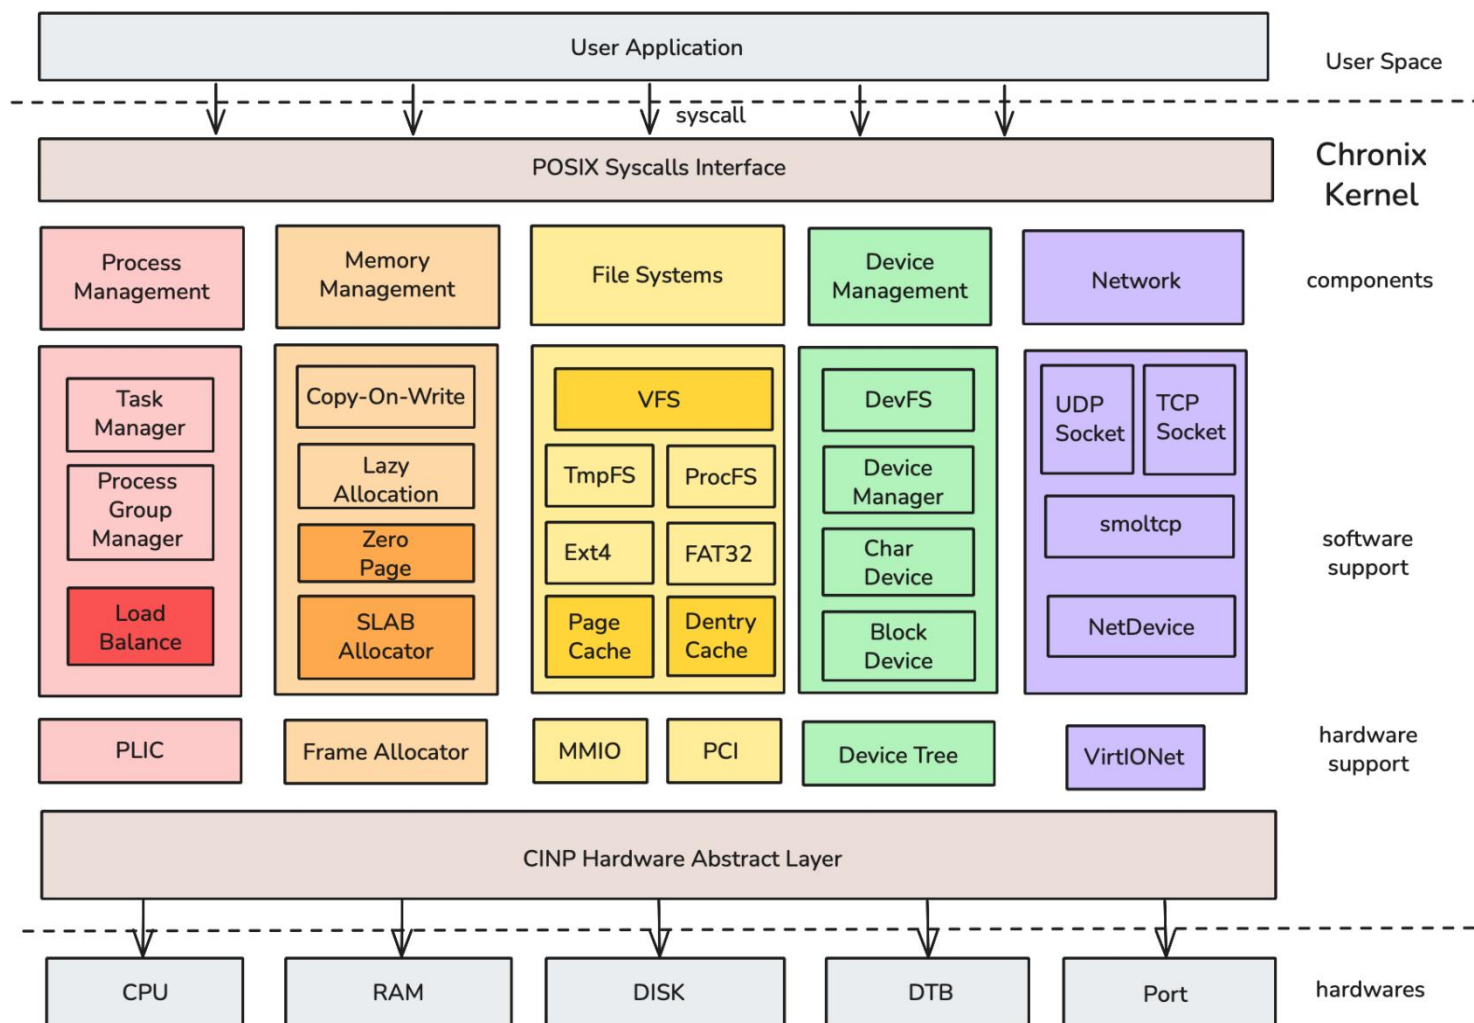 User Application
User Space
syscall
POSIX Syscalls Interface
Chronix
Kernel
Process
Management
Memory
Management
File Systems
Device
Management
Network
components
Task
Manager
Process
Group
Manager
Load
Balance
Copy-On-Write
Lazy
Allocation
Zero
Page
SLAB
Allocator
VFS
TmpFS
ProcFS
Ext4
FAT32
Page
Cache
Dentry
Cache
DevFS
Device
Manager
Char
Device
Block
Device
UDP
Socket
TCP
Socket
smoltcp
NetDevice
software
support
PLIC
Frame Allocator
MMIO
PCI
Device Tree
VirtIONet
hardware
support
CINP Hardware Abstract Layer
CPU
RAM
DISK
DTB
Port
hardwares